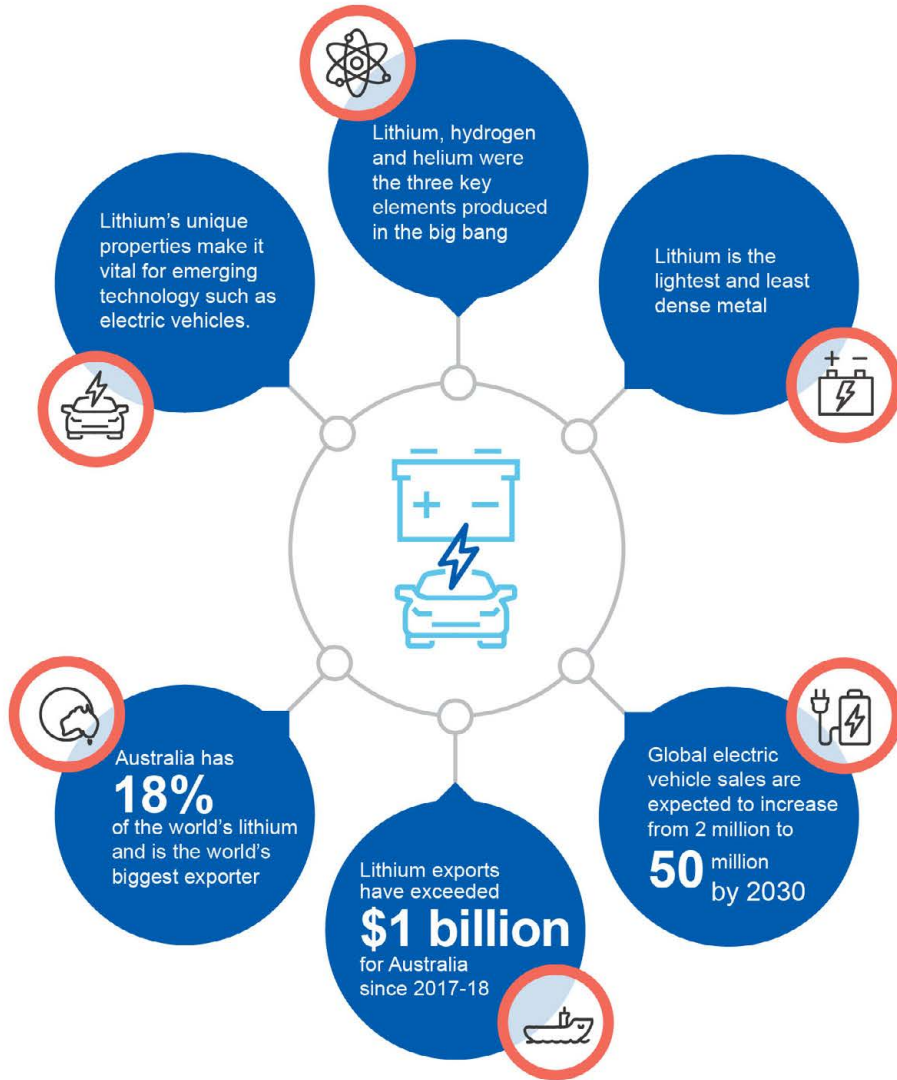 Lithium, hydrogen
and helium were
the three key
elements produced
in the big bang
Lithium's unique
properties make it
vital for emerging
technology such as
electric vehicles.
Lithium is the
lightest and least
dense metal
Australia has
18%
of the world's lithium
and is the world's
biggest exporter
Lithium exports
have exceeded
$1 billion
for Australia
since 2017-18
Global electric
vehicle sales are
expected to increase
from 2 million to
50 million
by 2030